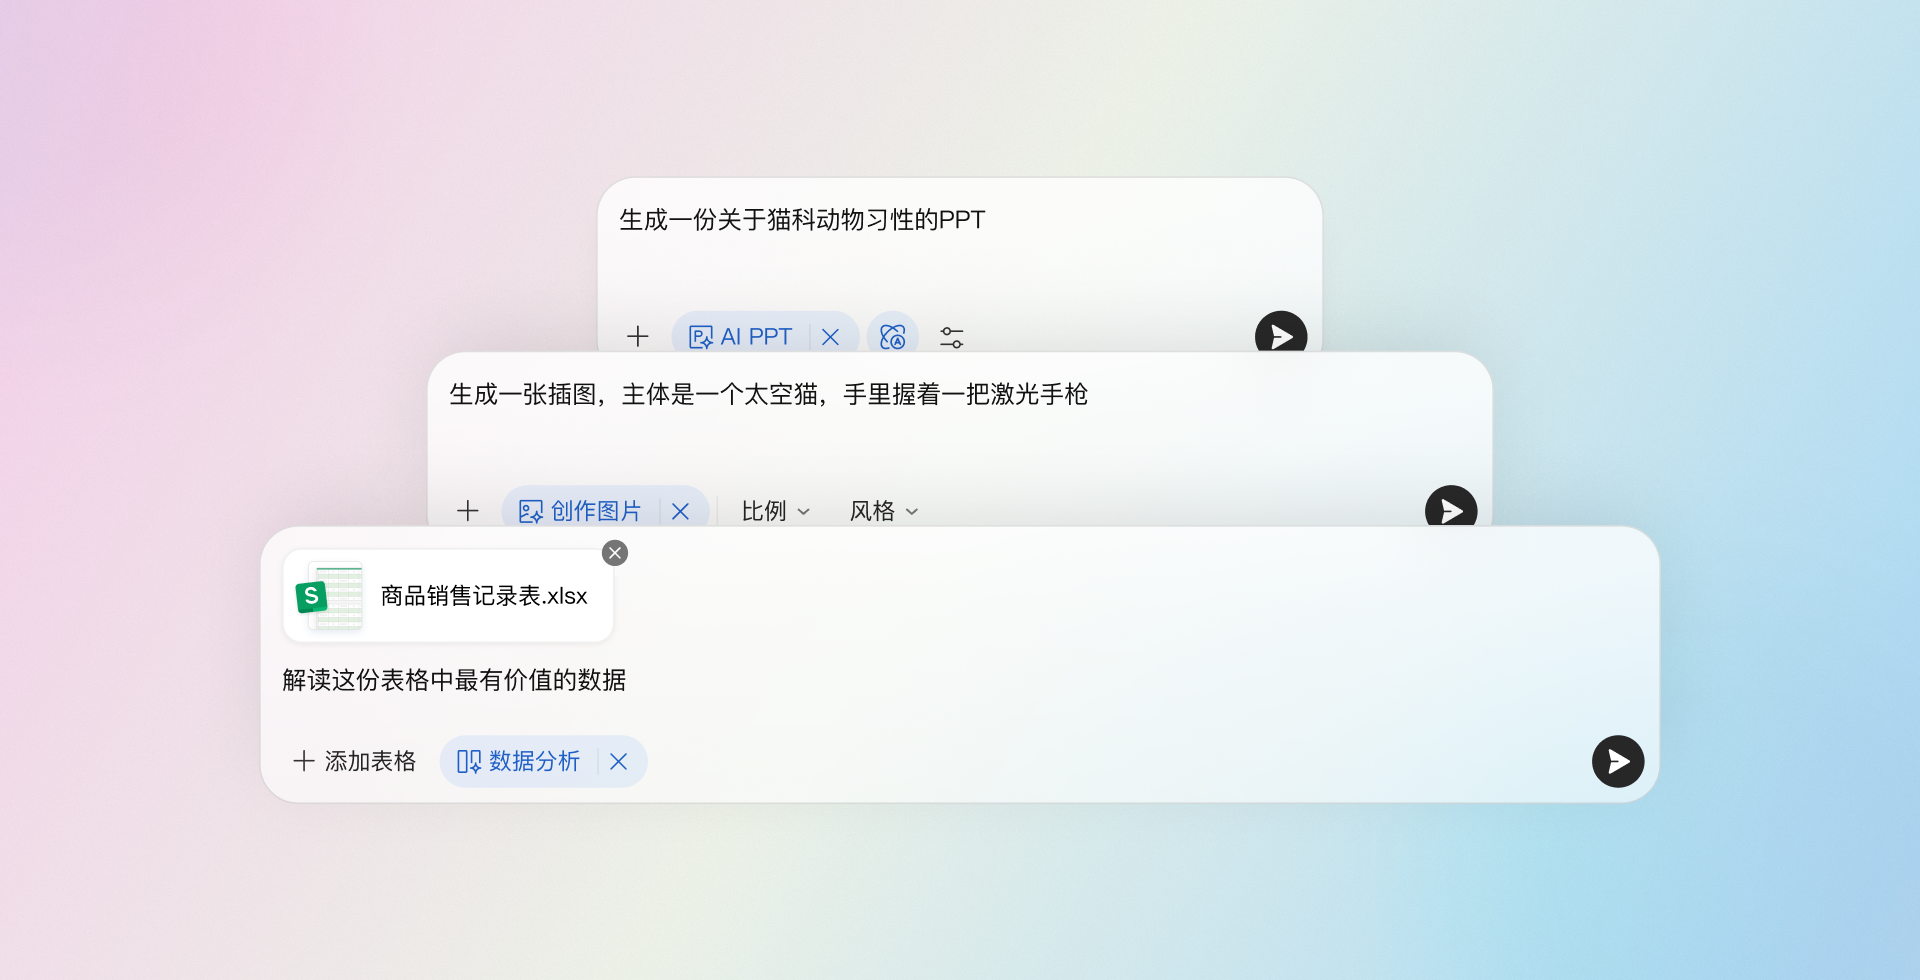 生成一份关于猫科动物习性的PPT
AI PPT
生成一张插图，主体是一个太空猫，手里握着一把激光手枪
创作图片 比例 风格
S 商品销售记录表.xlsx
解读这份表格中最有价值的数据
添加表格 数据分析